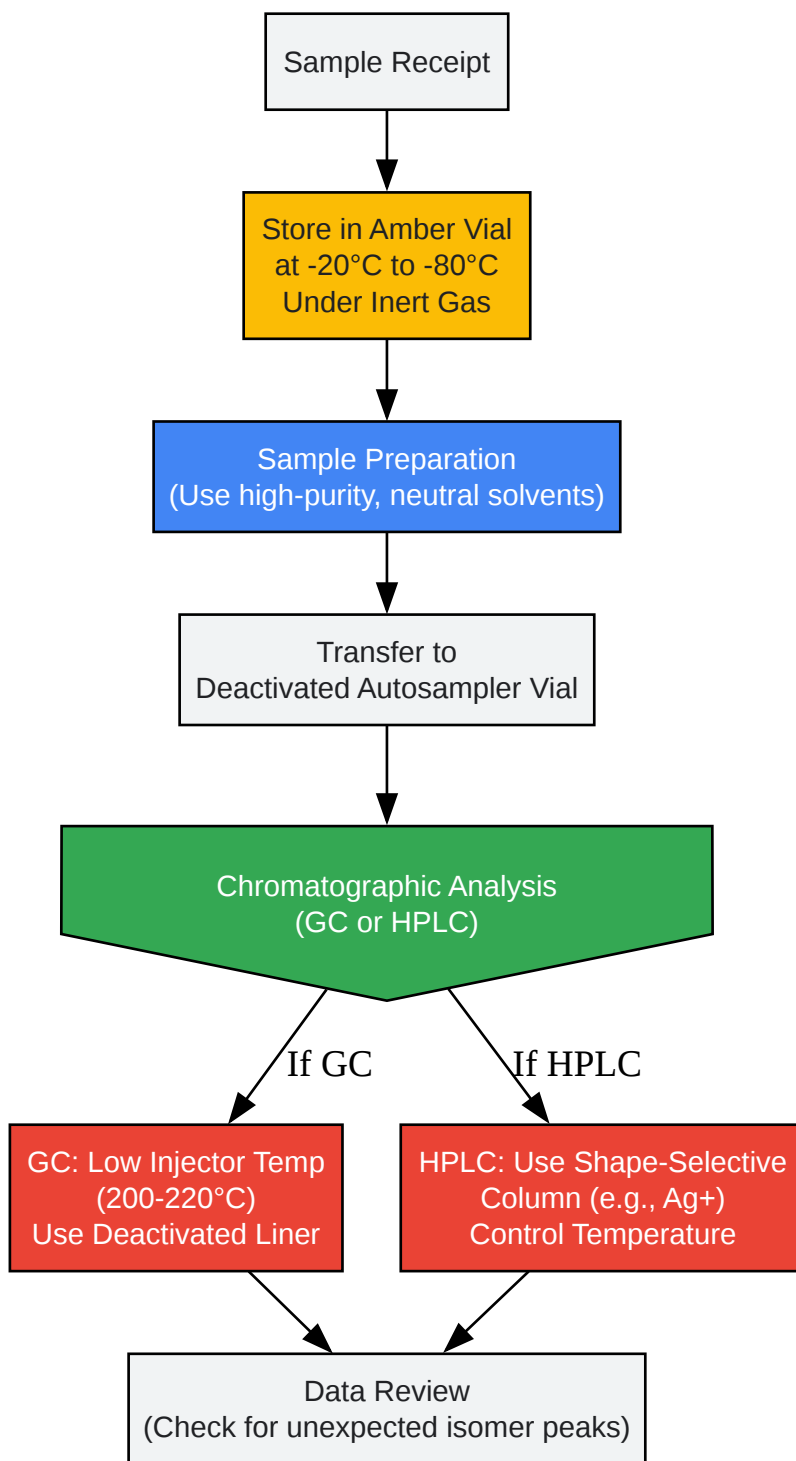 Sample Receipt
Store in Amber Vial
at -20°C to -80°C
Under Inert Gas
Sample Preparation
(Use high-purity, neutral solvents)
Transfer to
Deactivated Autosampler Vial
Chromatographic Analysis
(GC or HPLC)
If GC
If HPLC
GC: Low Injector Temp
(200-220°C)
Use Deactivated Liner
HPLC: Use Shape-Selective
Column (e.g., Ag+)
Control Temperature
Data Review
(Check for unexpected isomer peaks)